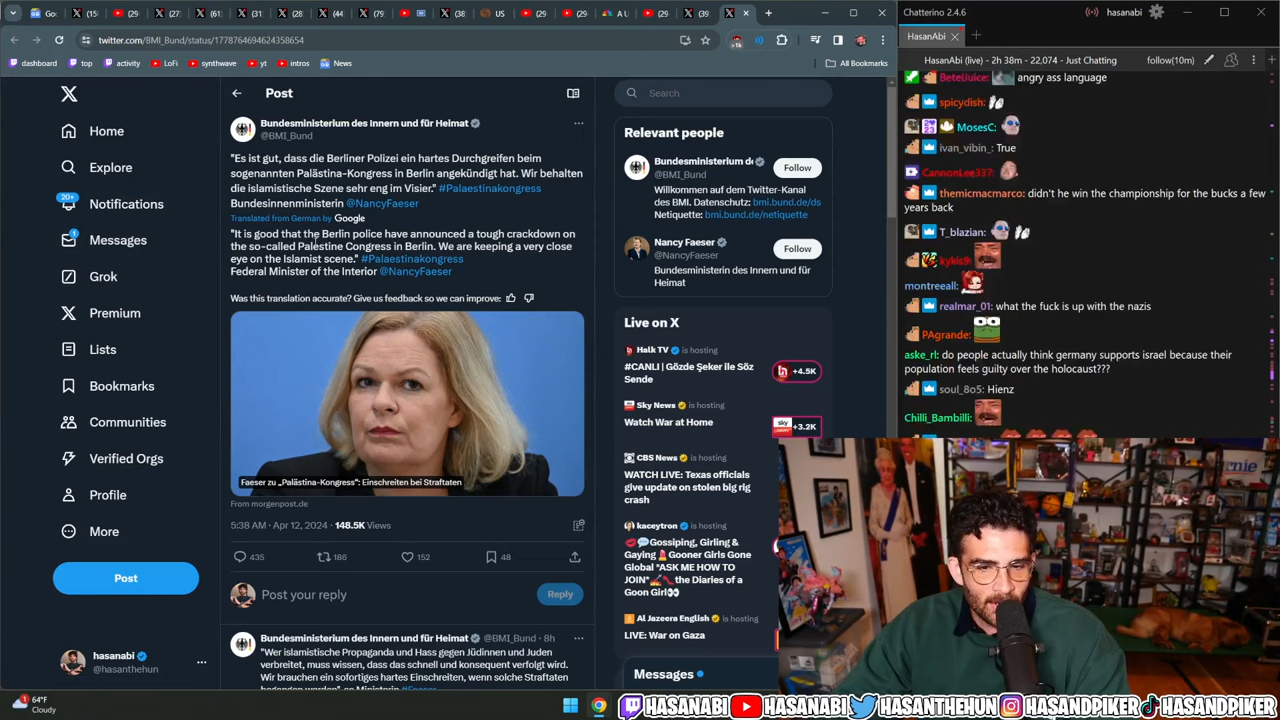 twitter.com/BMI_Bund/status/1778764694624358654
dashboard
top
activity
LoFi
synthwave
yt
intros
News
All Bookmarks
Home
Explore
20+
Notifications
1
Messages
Grok
Premium
Lists
Bookmarks
Communities
Verified Orgs
Profile
More
Post
hasanabi
@hasanthehun
Post
Bundesministerium des Innern und für Heimat
@BMI_Bund
"Es ist gut, dass die Berliner Polizei ein hartes Durchgreifen beim
sogenannten Palästina-Kongress in Berlin angekündigt hat. Wir behalten
die islamistische Szene sehr eng im Visier." #Palaestinakongress
Bundesinnenministerin @NancyFaeser
Translated from German by Google
"It is good that the Berlin police have announced a tough crackdown on
the so-called Palestine Congress in Berlin. We are keeping a very close
eye on the Islamist scene." #Palaestinakongress
Federal Minister of the Interior @NancyFaeser
Was this translation accurate? Give us feedback so we can improve:
Faeser zu „Palästina-Kongress“: Einschreiten bei Straftaten
From morgenpost.de
5:38 AM · Apr 12, 2024 · 148.5K Views
435
186
152
48
Post your reply
Reply
Bundesministerium des Innern und für Heimat @BMI_Bund · 8h
"Wer islamistische Propaganda und Hass gegen Jüdinnen und Juden
verbreitet, muss wissen, dass das schnell und konsequent verfolgt wird.
Wir brauchen ein sofortiges hartes Einschreiten, wenn solche Straftaten
Search
Relevant people
Bundesministerium de
@BMI_Bund
Follow
Willkommen auf dem Twitter-Kanal
des BMI. Datenschutz: bmi.bund.de/ds
Netiquette: bmi.bund.de/netiquette
Nancy Faeser
@NancyFaeser
Follow
Bundesministerin des Innern und für
Heimat
Live on X
Halk TV is hosting
#CANLI | Gözde Şeker ile Söz
Sende
+4.5K
Sky News is hosting
Watch War at Home
+3.2K
CBS News is hosting
WATCH LIVE: Texas officials
give update on stolen big rig
crash
kaceytron is hosting
Gossiping, Girling &
Gaying Gooner Girls Gone
Global *ASK ME HOW TO
JOIN* the Diaries of a
Goon Girl
Al Jazeera English is hosting
LIVE: War on Gaza
Messages
Chatterino 2.4.6
hasanabi
HasanAbi
HasanAbi (live) - 2h 38m - 22,074 - Just Chatting
follow(10m)
BetelJuice: angry ass language
spicydish:
MosesC:
ivan_vibin_: True
CannonLee337:
themicmacmarco: didn't he win the championship for the bucks a few
years back
T_blazian:
kykis9:
montreeall:
realmar_01: what the fuck is up with the nazis
PAgrande:
aske_rl: do people actually think germany supports israel because their
population feels guilty over the holocaust???
soul_8o5: Hienz
Chilli_Bambilli:
64°F
Cloudy
HASANABI
HASANABI
HASANTHEHUN
HASANDPIKER
HASANDPIKER